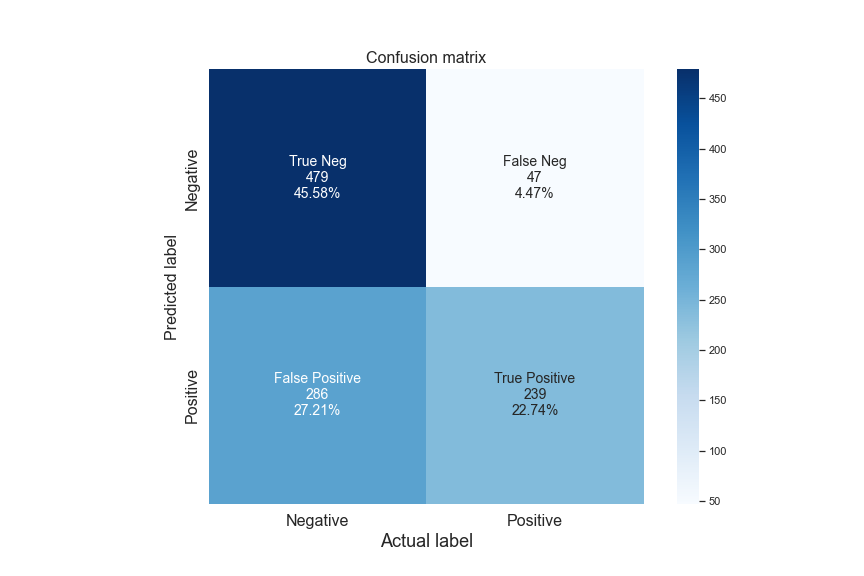 Confusion matrix
Predicted label
Negative
Positive
True Neg
479
45.58%
False Neg
47
4.47%
False Positive
286
27.21%
True Positive
239
22.74%
Negative
Positive
Actual label
450
400
350
300
250
200
150
100
50